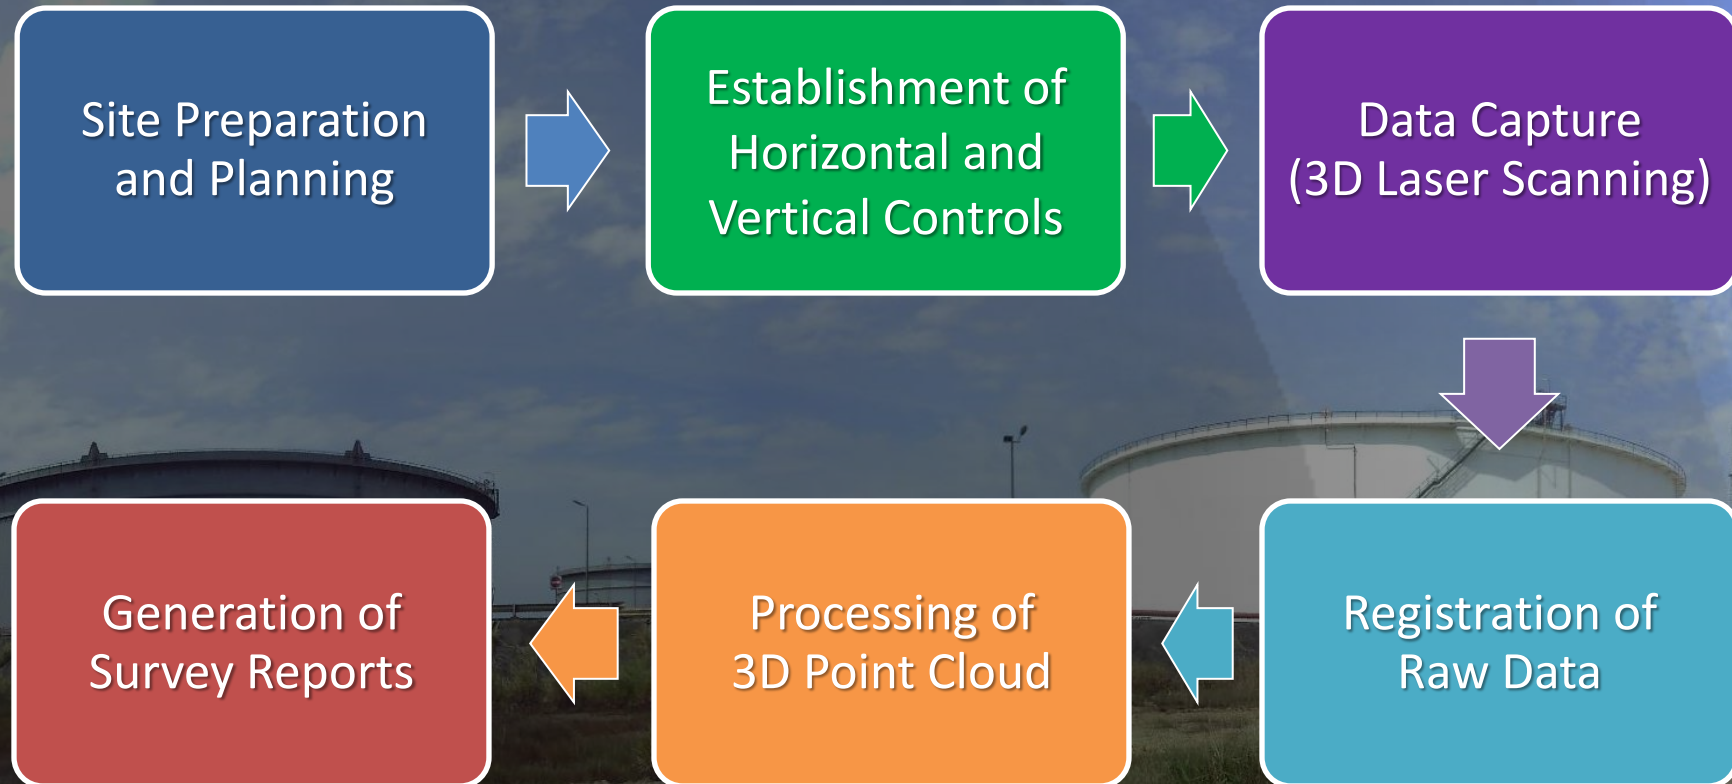 Site Preparation
and Planning
Establishment of
Horizontal and
Vertical Controls
Data Capture
(3D Laser Scanning)
Registration of
Raw Data
Processing of
3D Point Cloud
Generation of
Survey Reports